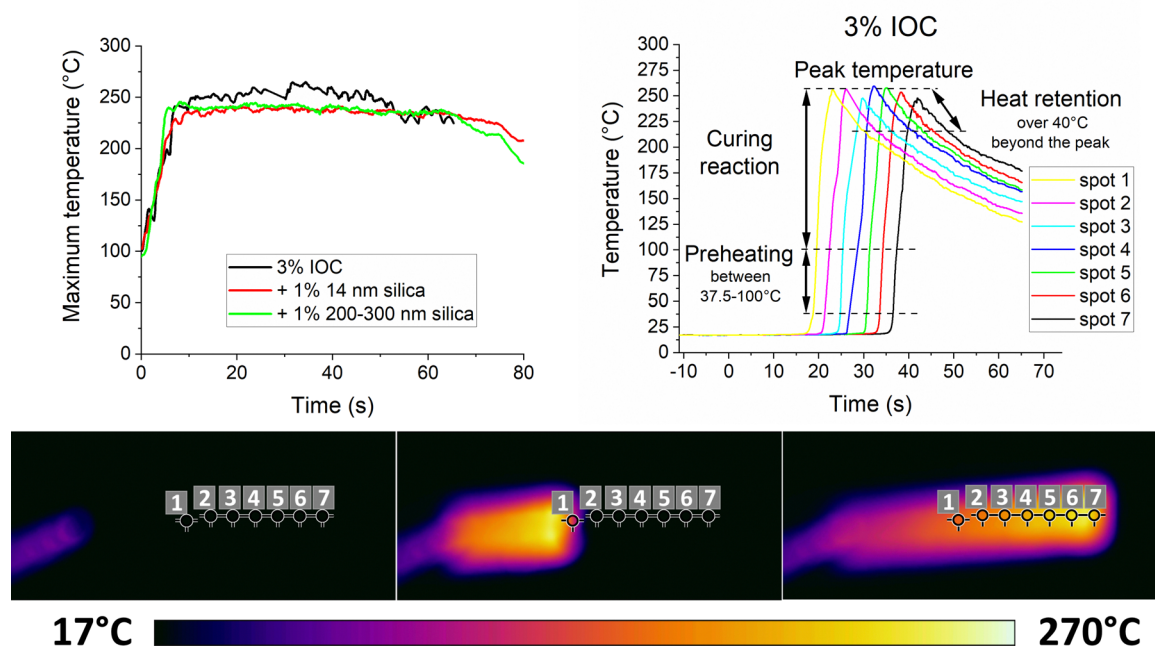 Maximum temperature (°C)
300
250
200
150
100
50
0
0 20 40 60 80
Time (s)
3% IOC
+ 1% 14 nm silica
+ 1% 200-300 nm silica
3% IOC
Temperature (°C)
300
275
250
225
200
175
150
125
100
75
50
25
0
-10 0 10 20 30 40 50 60 70
Time (s)
Peak temperature
Heat retention
over 40°C
beyond the peak
Curing
reaction
Preheating
between
37.5-100°C
spot 1
spot 2
spot 3
spot 4
spot 5
spot 6
spot 7
1 2 3 4 5 6 7
1 2 3 4 5 6 7
1 2 3 4 5 6 7
17°C 270°C